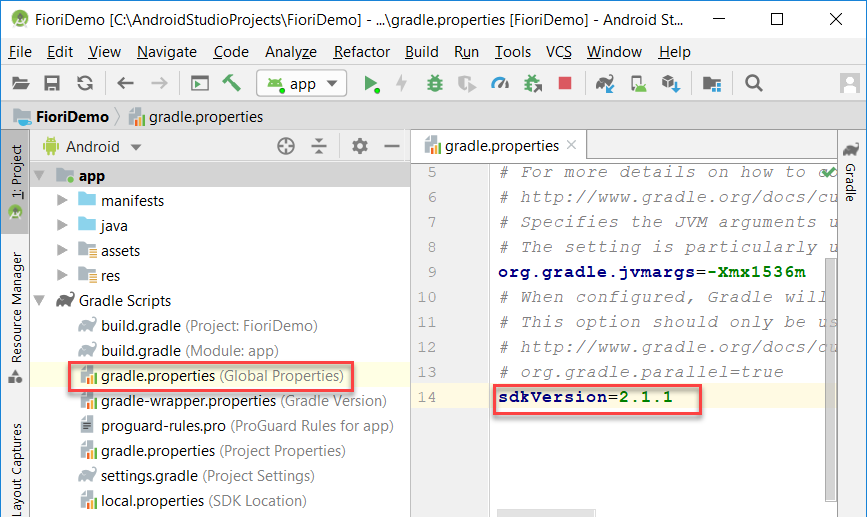 FioriDemo [C:\AndroidStudioProjects\FioriDemo] - ...\gradle.properties [FioriDemo] - Android St...
File Edit View Navigate Code Analyze Refactor Build Run Tools VCS Window Help
app
FioriDemo gradle.properties
1: Project
Resource Manager
Layout Captures
Android
app
manifests
java
assets
res
Gradle Scripts
build.gradle (Project: FioriDemo)
build.gradle (Module: app)
gradle.properties (Global Properties)
gradle-wrapper.properties (Gradle Version)
proguard-rules.pro (ProGuard Rules for app)
gradle.properties (Project Properties)
settings.gradle (Project Settings)
local.properties (SDK Location)
gradle.properties
5 # For more details on how to co
6 # http://www.gradle.org/docs/cu
7 # Specifies the JVM arguments u
8 # The setting is particularly u
9 org.gradle.jvmargs=-Xmx1536m
10 # When configured, Gradle will
11 # This option should only be us
12 # http://www.gradle.org/docs/cu
13 # org.gradle.parallel=true
14 sdkVersion=2.1.1
Gradle